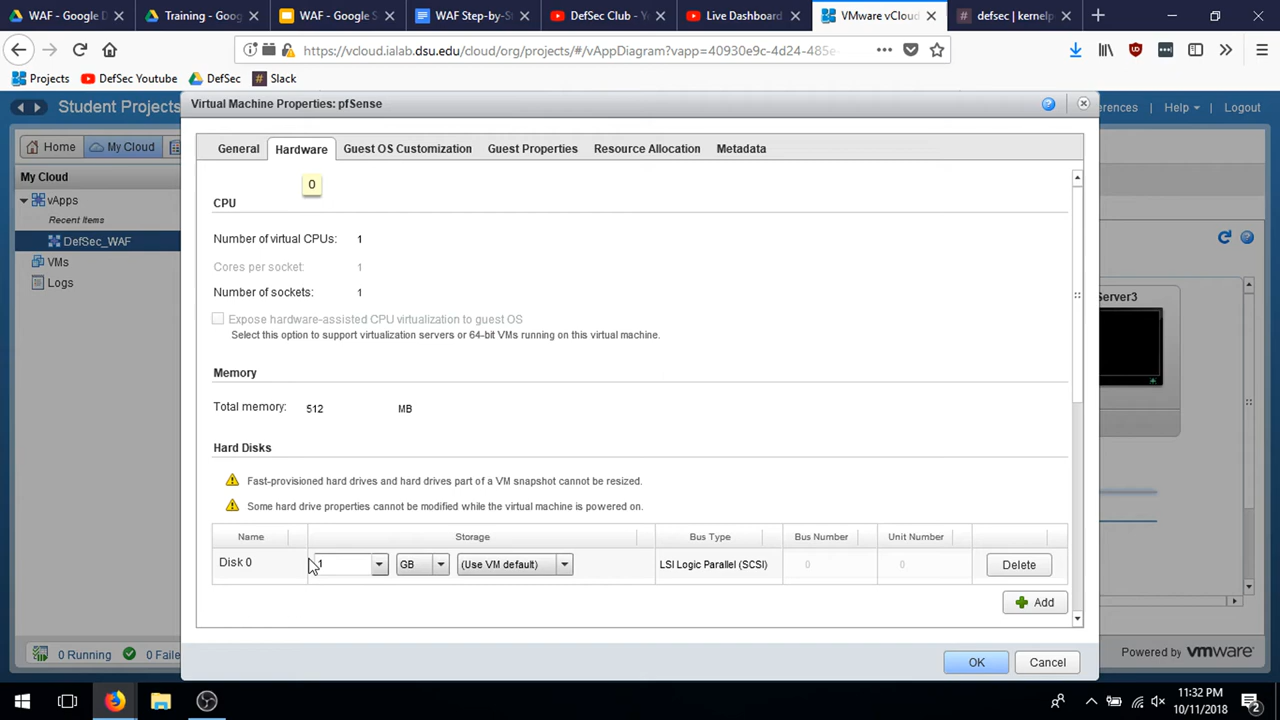 WAF - Google D
Training - Goog
WAF - Google S
WAF Step-by-St
DefSec Club - Yo
Live Dashboard
VMware vCloud
defsec | kernelp
https://vcloud.ialab.dsu.edu/cloud/org/projects/#/vAppDiagram?vapp=40930e9c-4d24-485e
Projects
DefSec Youtube
DefSec
Slack
Student Projects
erences
Help
Logout
Virtual Machine Properties: pfSense
Home
My Cloud
General
Hardware
Guest OS Customization
Guest Properties
Resource Allocation
Metadata
My Cloud
vApps
Recent Items
DefSec_WAF
VMs
Logs
0
CPU
Number of virtual CPUs: 1
Cores per socket: 1
Number of sockets: 1
Expose hardware-assisted CPU virtualization to guest OS
Select this option to support virtualization servers or 64-bit VMs running on this virtual machine.
Server3
Memory
Total memory: 512 MB
Hard Disks
Fast-provisioned hard drives and hard drives part of a VM snapshot cannot be resized.
Some hard drive properties cannot be modified while the virtual machine is powered on.
Name Storage Bus Type Bus Number Unit Number
Disk 0 1 GB (Use VM default) LSI Logic Parallel (SCSI) 0 0 Delete
Add
0 Running
0 Faile
OK
Cancel
Powered by vmware
11:32 PM
10/11/2018
2